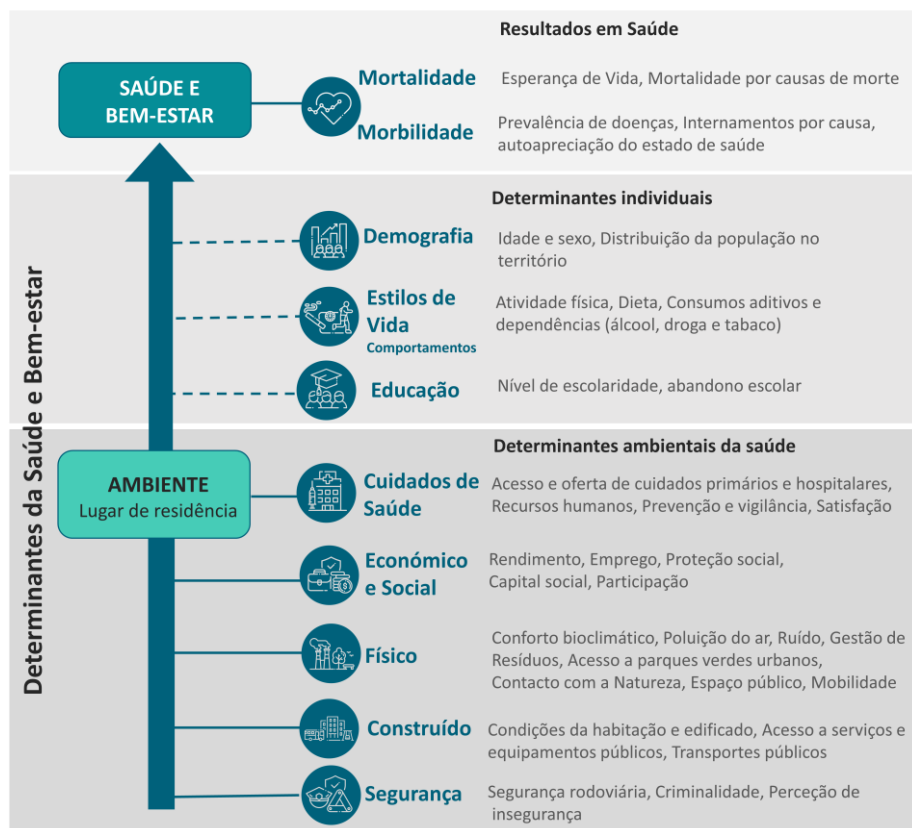 Resultados em Saúde
SAÚDE E
BEM-ESTAR
Mortalidade
Esperança de Vida, Mortalidade por causas de morte
Morbilidade
Prevalência de doenças, Internamentos por causa,
autoapreciação do estado de saúde
Determinantes da Saúde e Bem-estar
Determinantes individuais
Demografia
Idade e sexo, Distribuição da população no
território
Estilos de
Vida
Comportamentos
Atividade física, Dieta, Consumos aditivos e
dependências (álcool, droga e tabaco)
Educação
Nível de escolaridade, abandono escolar
Determinantes ambientais da saúde
AMBIENTE
Lugar de residência
Cuidados de
Saúde
Acesso e oferta de cuidados primários e hospitalares,
Recursos humanos, Prevenção e vigilância, Satisfação
Económico
e Social
Rendimento, Emprego, Proteção social,
Capital social, Participação
Físico
Conforto bioclimático, Poluição do ar, Ruído, Gestão de
Resíduos, Acesso a parques verdes urbanos,
Contacto com a Natureza, Espaço público, Mobilidade
Construído
Condições da habitação e edificado, Acesso a serviços e
equipamentos públicos, Transportes públicos
Segurança
Segurança rodoviária, Criminalidade, Perceção de
insegurança